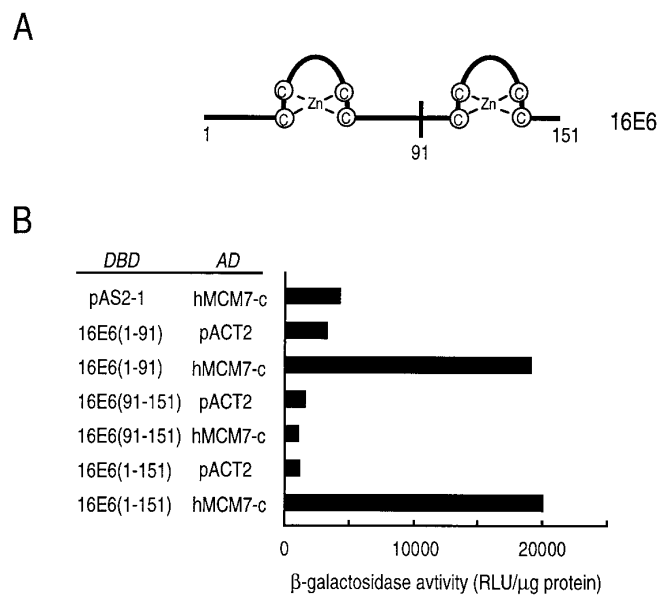 A
C C C C Zn
C C C C Zn
1 91 151 16E6
B
DBD AD
pAS2-1 hMCM7-c
16E6(1-91) pACT2
16E6(1-91) hMCM7-c
16E6(91-151) pACT2
16E6(91-151) hMCM7-c
16E6(1-151) pACT2
16E6(1-151) hMCM7-c
0 10000 20000
β-galactosidase avtivity (RLU/μg protein)